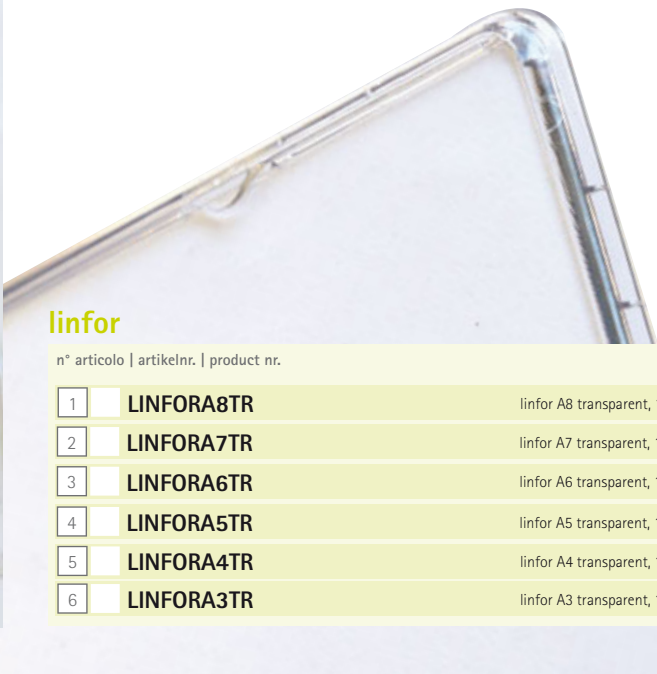 linfor
n° articolo | artikelnr. | product nr.
1 LINFORA8TR linfor A8 transparent,
2 LINFORA7TR linfor A7 transparent,
3 LINFORA6TR linfor A6 transparent,
4 LINFORA5TR linfor A5 transparent,
5 LINFORA4TR linfor A4 transparent,
6 LINFORA3TR linfor A3 transparent,